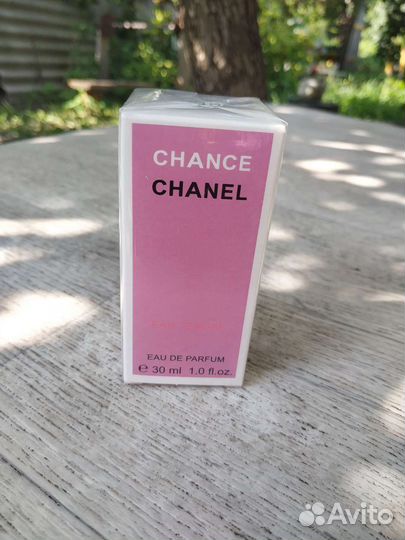 CHANCE
CHANEL
EAU DE PARFUM
℮ 30 ml 1.0 fl.oz.
Avito